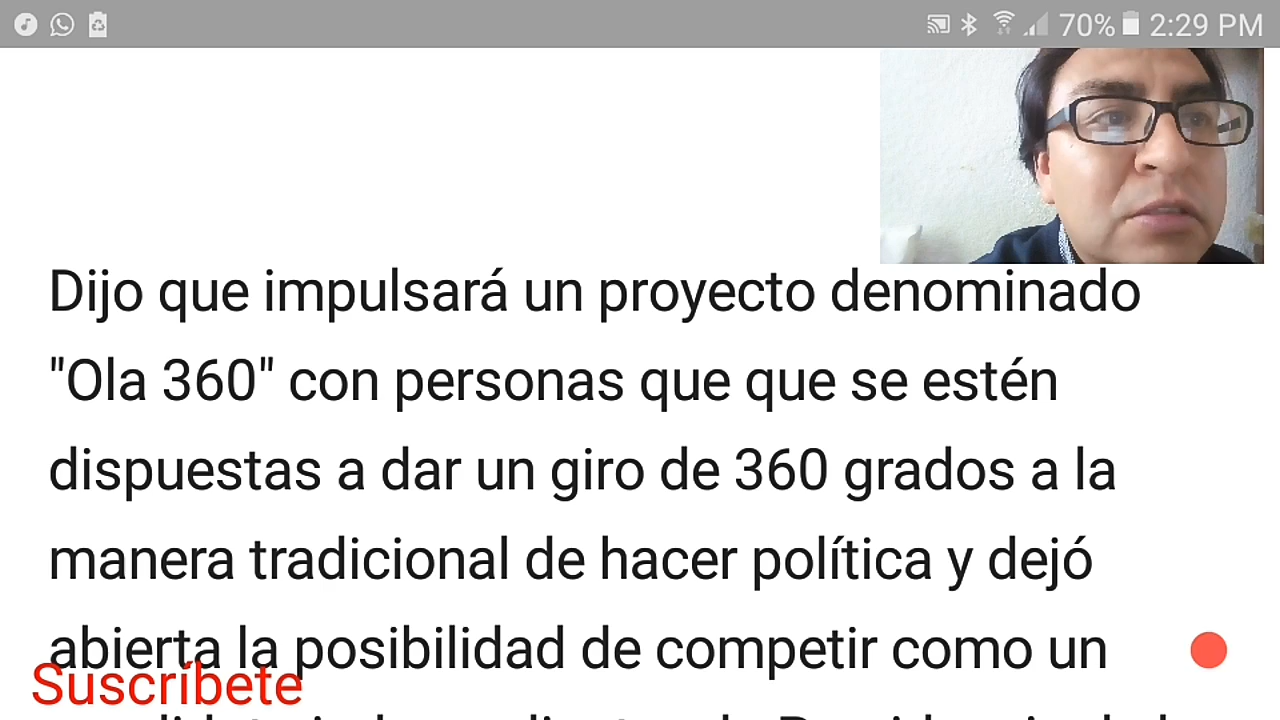 70% 2:29 PM
Dijo que impulsará un proyecto denominado
"Ola 360" con personas que que se estén
dispuestas a dar un giro de 360 grados a la
manera tradicional de hacer política y dejó
abierta la posibilidad de competir como un
Suscríbete